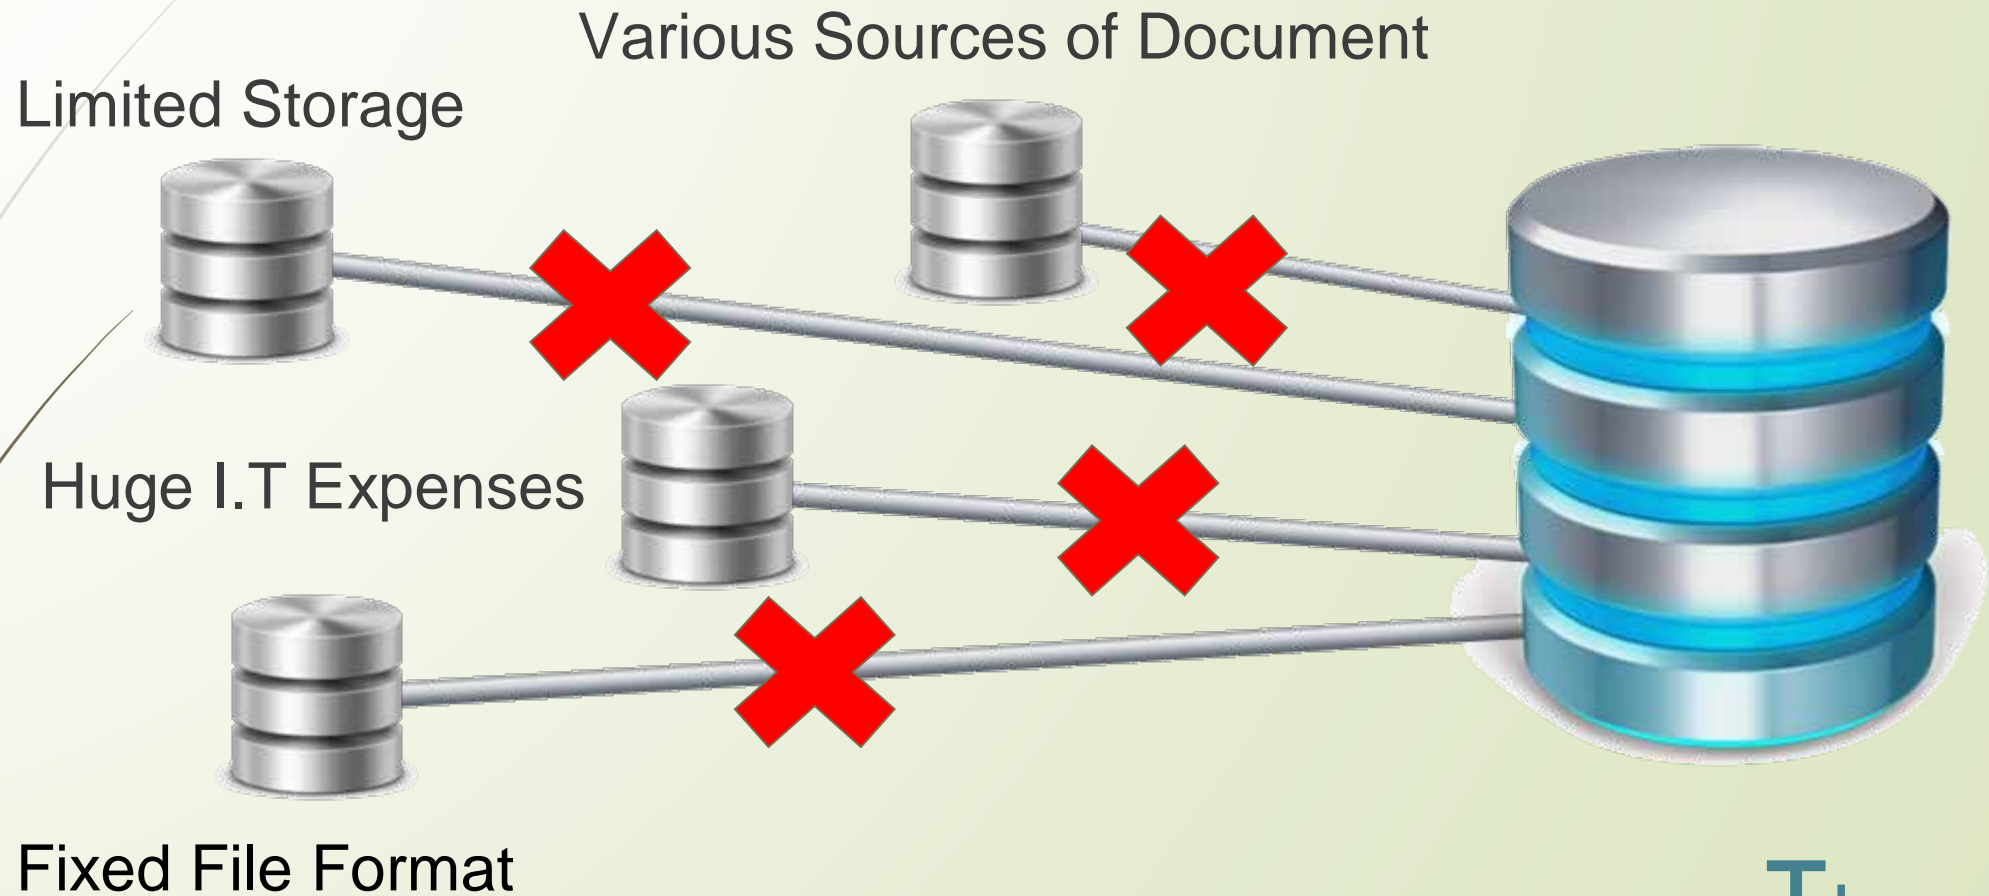 Various Sources of Document
Limited Storage
Huge I.T Expenses
Fixed File Format